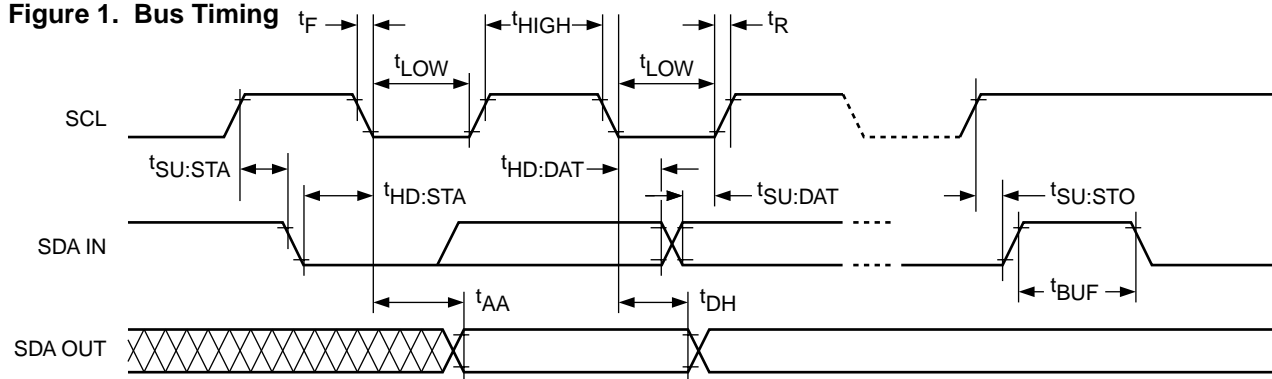 Figure 1. Bus Timing
tF
tHIGH
tR
tLOW
tLOW
SCL
tSU:STA
tHD:STA
tHD:DAT
tSU:DAT
tSU:STO
SDA IN
tBUF
tAA
tDH
SDA OUT